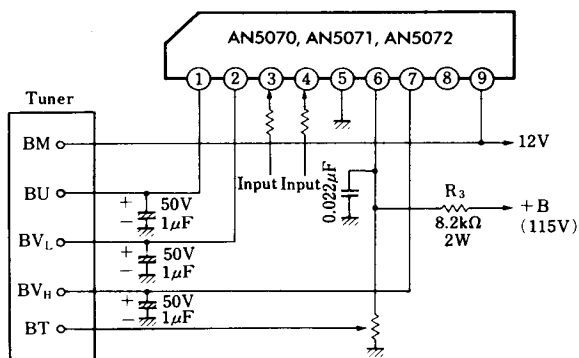 AN5070, AN5071, AN5072
1 2 3 4 5 6 7 8 9
Tuner
BM
12V
Input Input
0.022μF
BU
+ 50V
− 1μF
R3
8.2kΩ
2W
+B
(115V)
BVL
+ 50V
− 1μF
BVH
+ 50V
− 1μF
BT